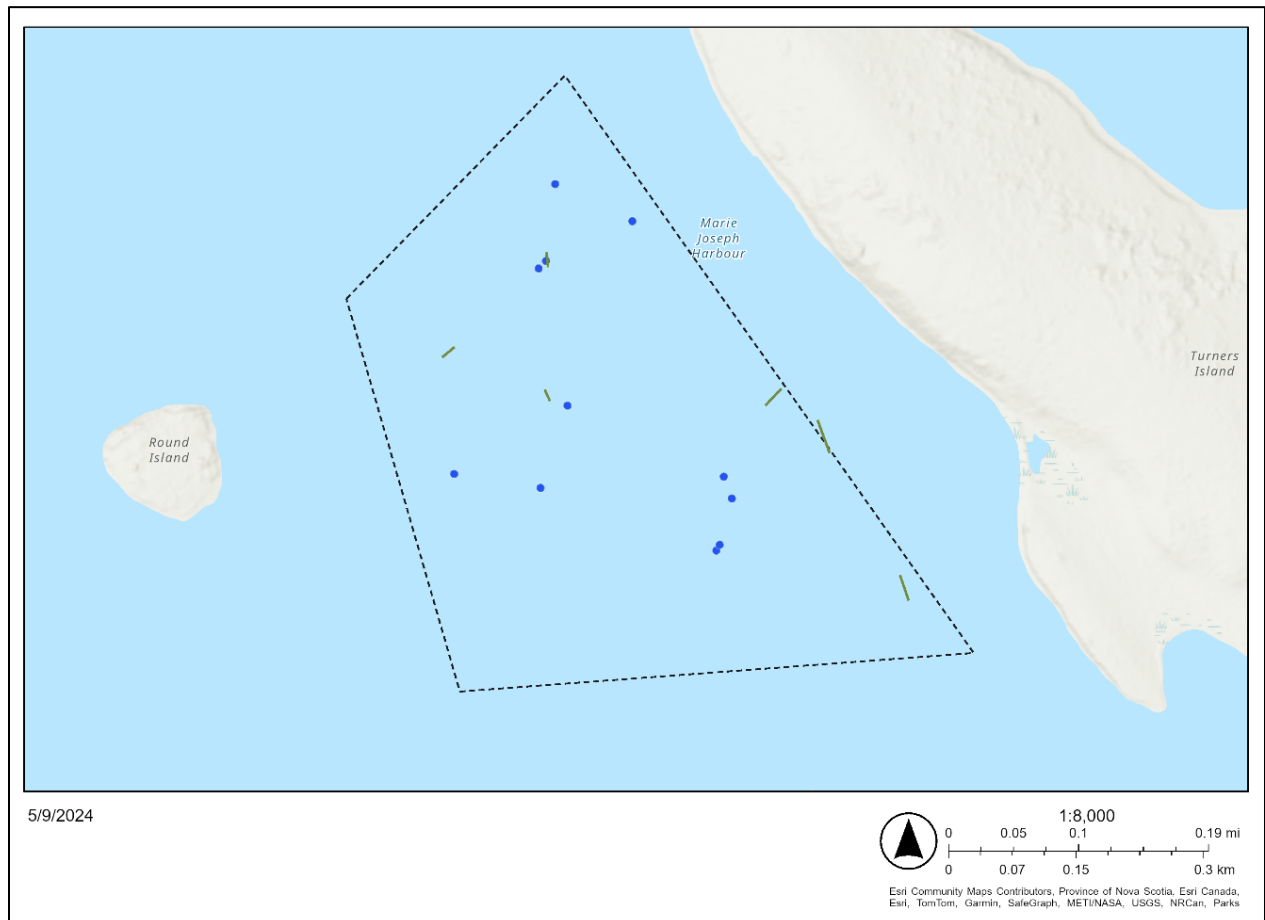 Marie
Joseph
Harbour
Turners
Island
Round
Island
5/9/2024
1:8,000
0 0.05 0.1 0.19 mi
0 0.07 0.15 0.3 km
Esri Community Maps Contributors, Province of Nova Scotia, Esri Canada,
Esri, TomTom, Garmin, SafeGraph, METI/NASA, USGS, NRCan, Parks